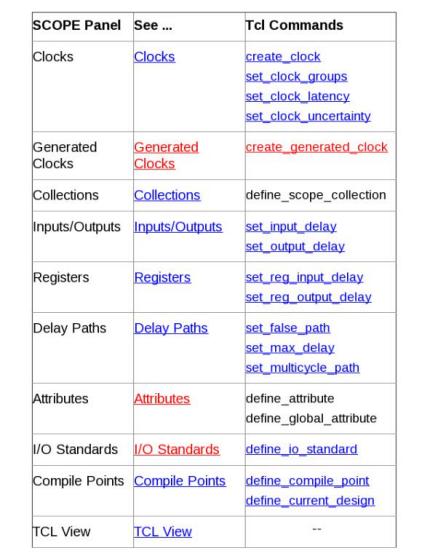 SCOPE Panel See ... Tcl Commands
Clocks Clocks create_clock
set_clock_groups
set_clock_latency
set_clock_uncertainty
Generated Generated create_generated_clock
Clocks Clocks
Collections Collections define_scope_collection
Inputs/Outputs Inputs/Outputs set_input_delay
set_output_delay
Registers Registers set_reg_input_delay
set_reg_output_delay
Delay Paths Delay Paths set_false_path
set_max_delay
set_multicycle_path
Attributes Attributes define_attribute
define_global_attribute
I/O Standards I/O Standards define_io_standard
Compile Points Compile Points define_compile_point
define_current_design
TCL View TCL View --